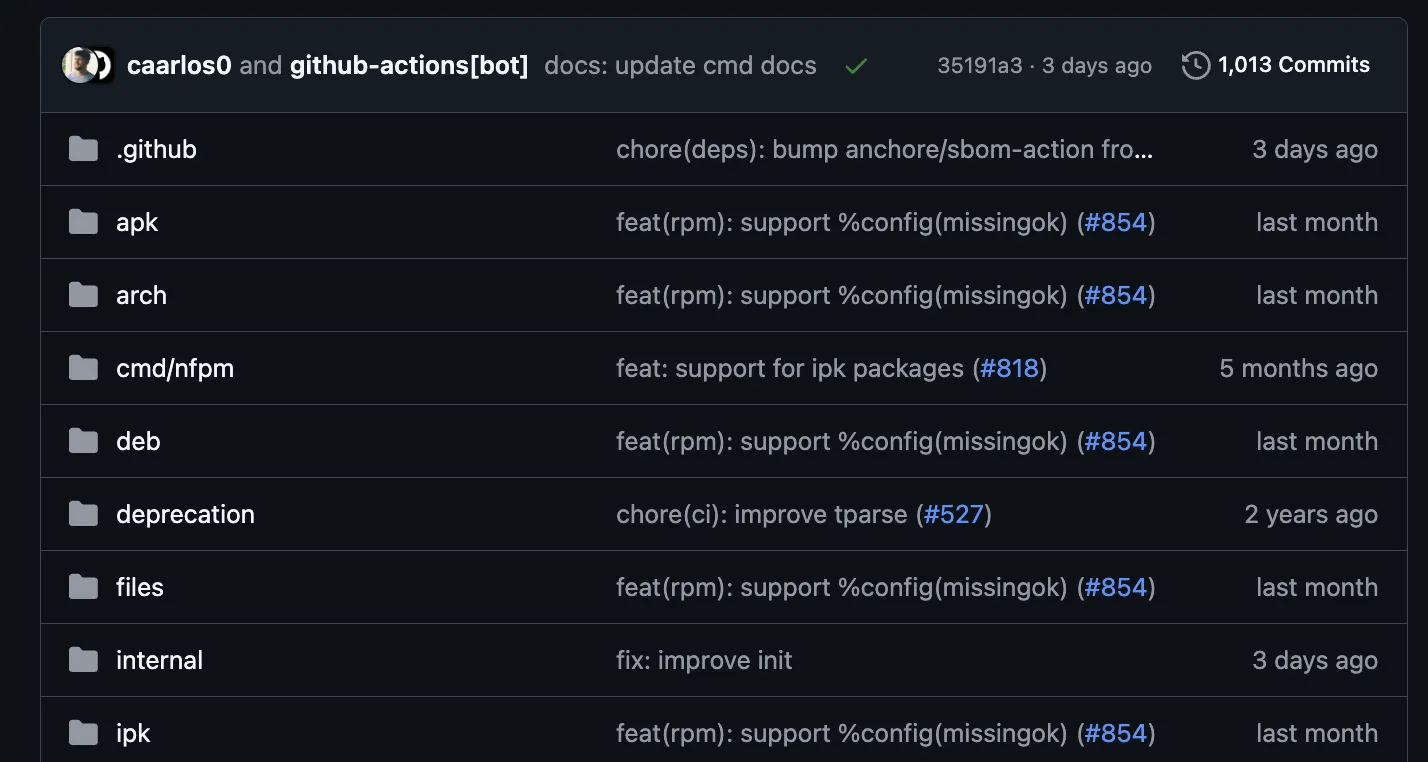 caarlos0 and github-actions[bot] docs: update cmd docs 35191a3 · 3 days ago 1,013 Commits
.github chore(deps): bump anchore/sbom-action fro... 3 days ago
apk feat(rpm): support %config(missingok) (#854) last month
arch feat(rpm): support %config(missingok) (#854) last month
cmd/nfpm feat: support for ipk packages (#818) 5 months ago
deb feat(rpm): support %config(missingok) (#854) last month
deprecation chore(ci): improve tparse (#527) 2 years ago
files feat(rpm): support %config(missingok) (#854) last month
internal fix: improve init 3 days ago
ipk feat(rpm): support %config(missingok) (#854) last month